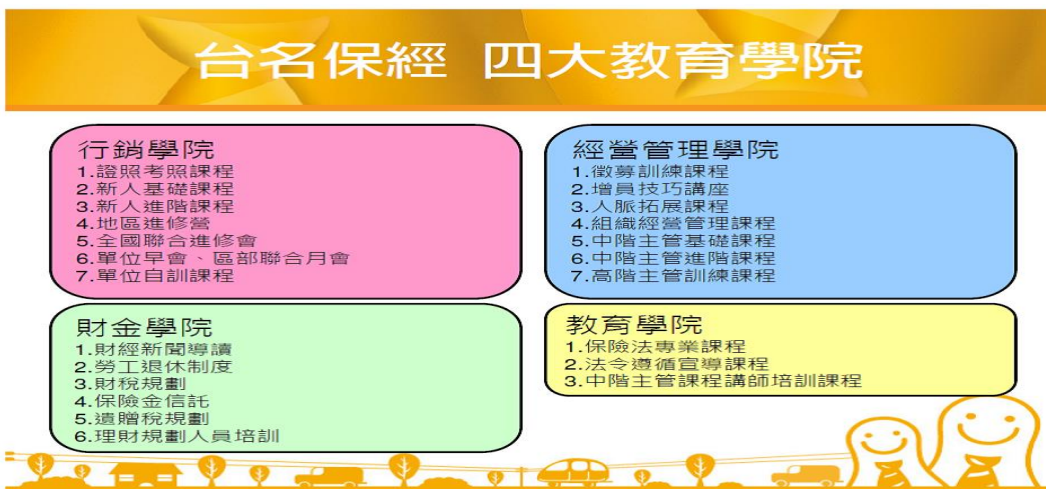 台名保經 四大教育學院
行銷學院
1.證照考照課程
2.新人基礎課程
3.新人進階課程
4.地區進修營
5.全國聯合進修會
6.單位早會、區部聯合月會
7.單位自訓課程
經營管理學院
1.徵募訓練課程
2.增員技巧講座
3.人脈拓展課程
4.組織經營管理課程
5.中階主管基礎課程
6.中階主管進階課程
7.高階主管訓練課程
財金學院
1.財經新聞導讀
2.勞工退休制度
3.財稅規劃
4.保險金信託
5.遺贈稅規劃
6.理財規劃人員培訓
教育學院
1.保險法專業課程
2.法令遵循宣導課程
3.中階主管課程講師培訓課程